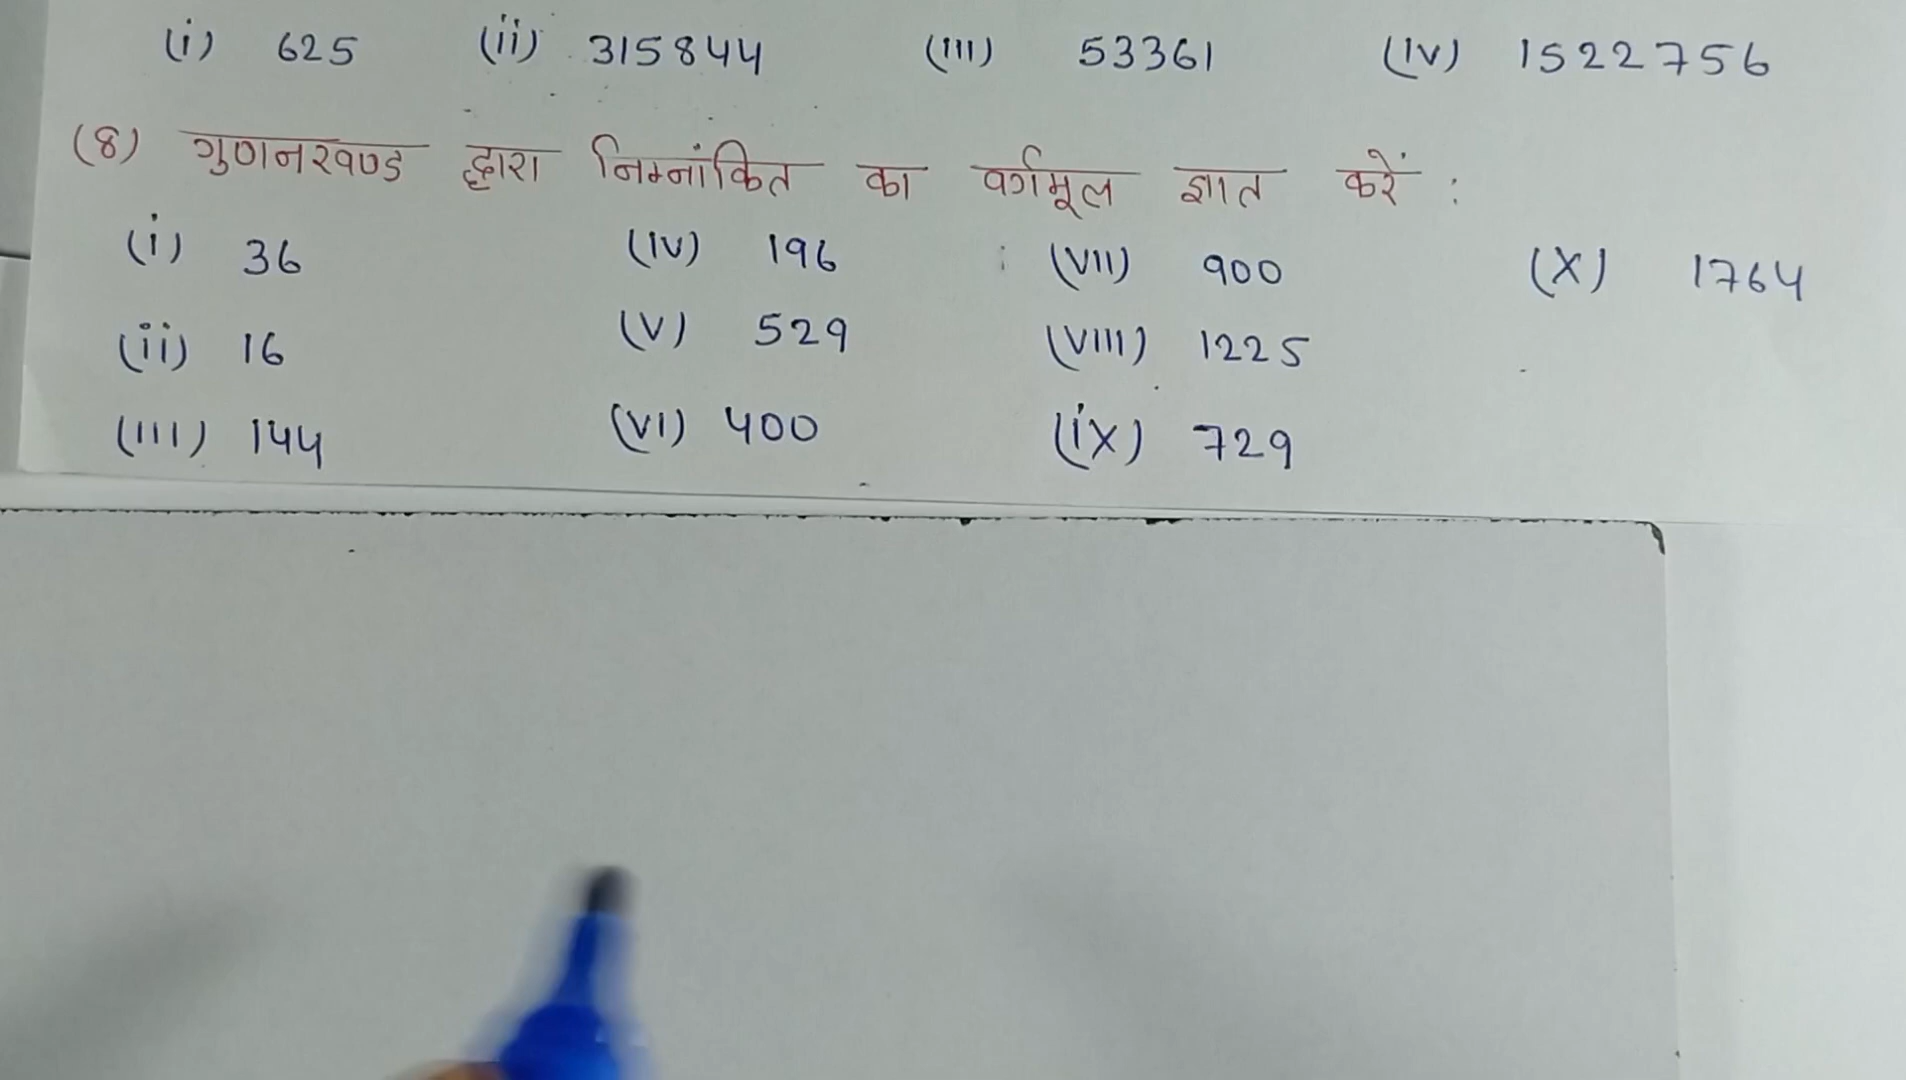 (i) 625 (ii) 315844 (III) 53361 (IV) 1522756
(8) गुणनखण्ड द्वारा निम्नांकित का वर्गमूल ज्ञात करें :
(i) 36 (IV) 196 (VII) 900 (X) 1764
(ii) 16 (V) 529 (VIII) 1225
(III) 144 (VI) 400 (iX) 729